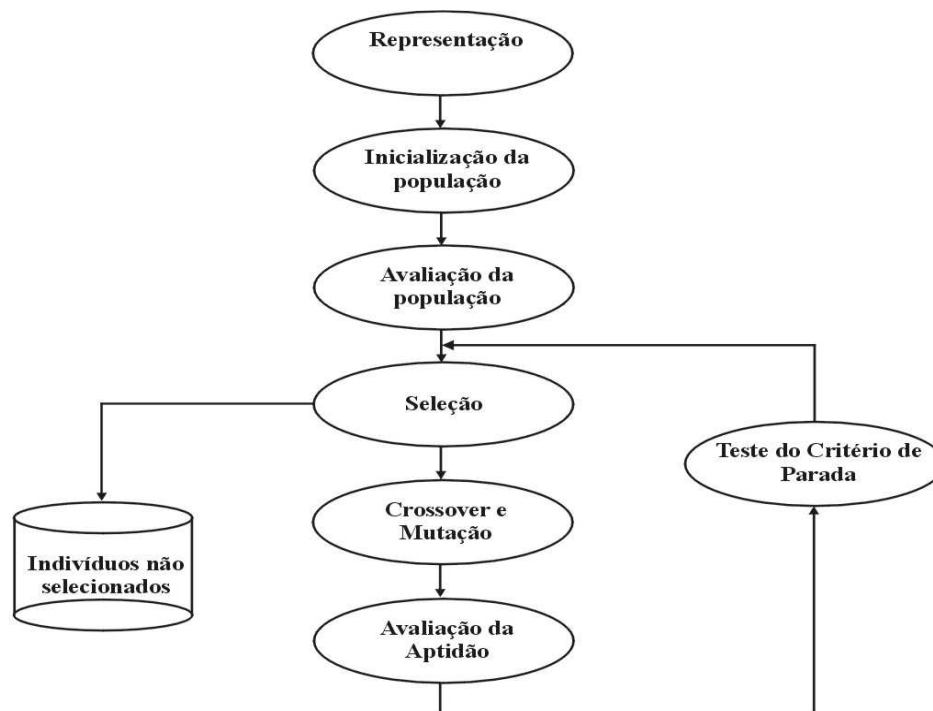 Representação
Inicialização da
população
Avaliação da
população
Seleção
Teste do Critério de
Parada
Crossover e
Mutação
Indivíduos não
selecionados
Avaliação da
Aptidão